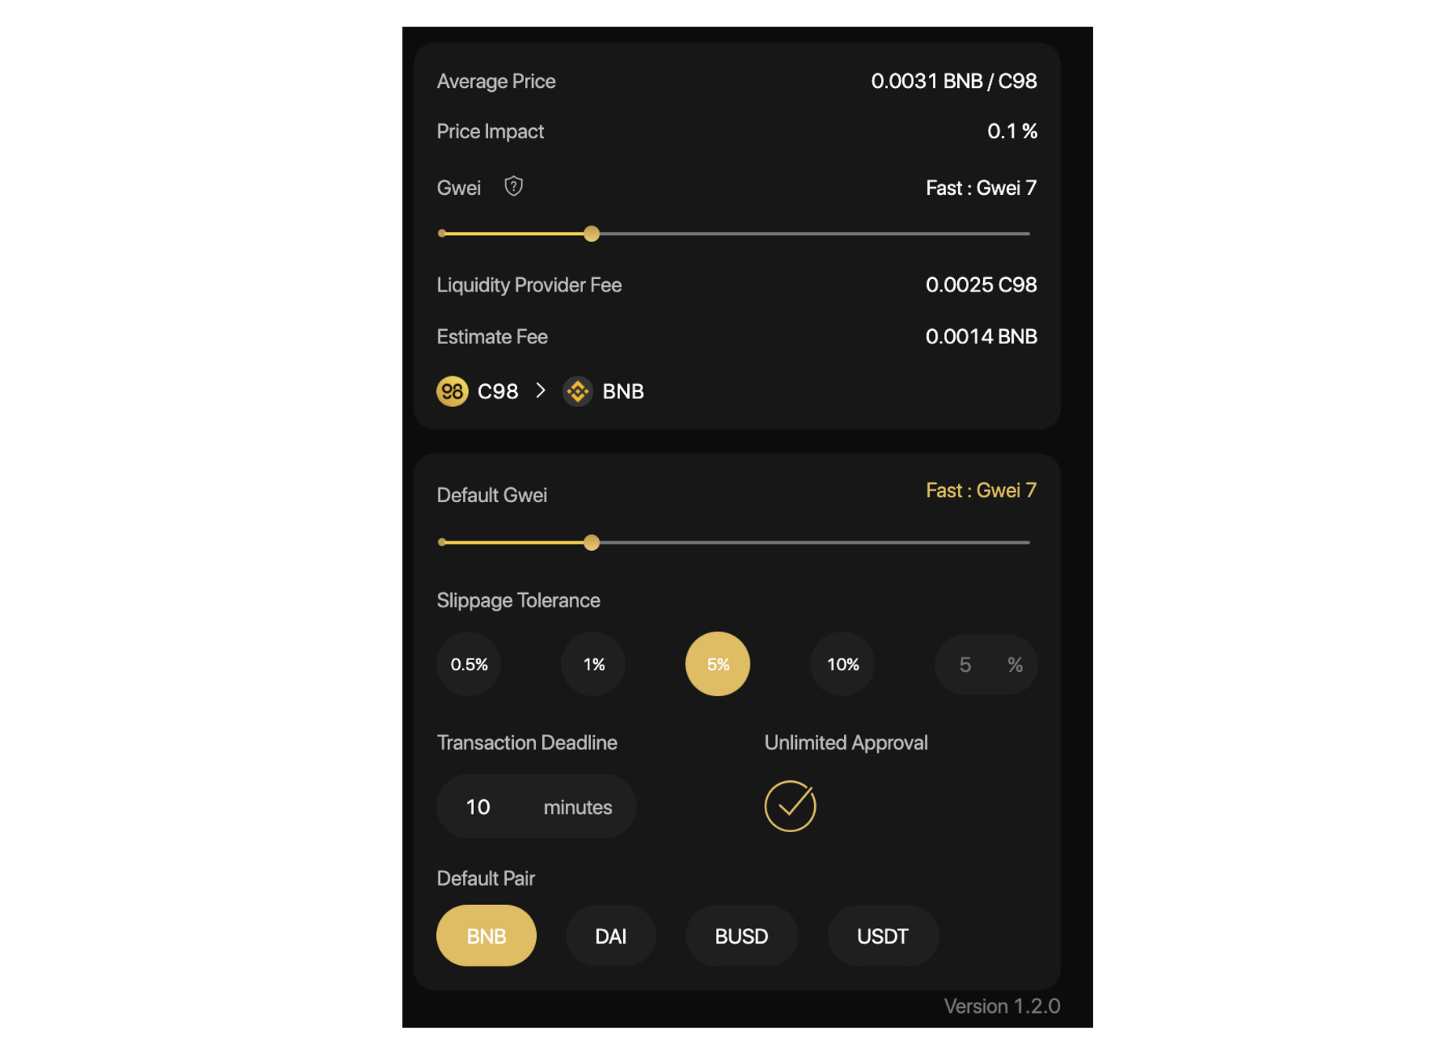 Average Price 0.0031 BNB / C98
Price Impact 0.1 %
Gwei ? Fast : Gwei 7
Liquidity Provider Fee 0.0025 C98
Estimate Fee 0.0014 BNB
98 C98 > BNB
Default Gwei Fast : Gwei 7
Slippage Tolerance
0.5% 1% 5% 10% 5 %
Transaction Deadline Unlimited Approval
10 minutes
Default Pair
BNB DAI BUSD USDT
Version 1.2.0